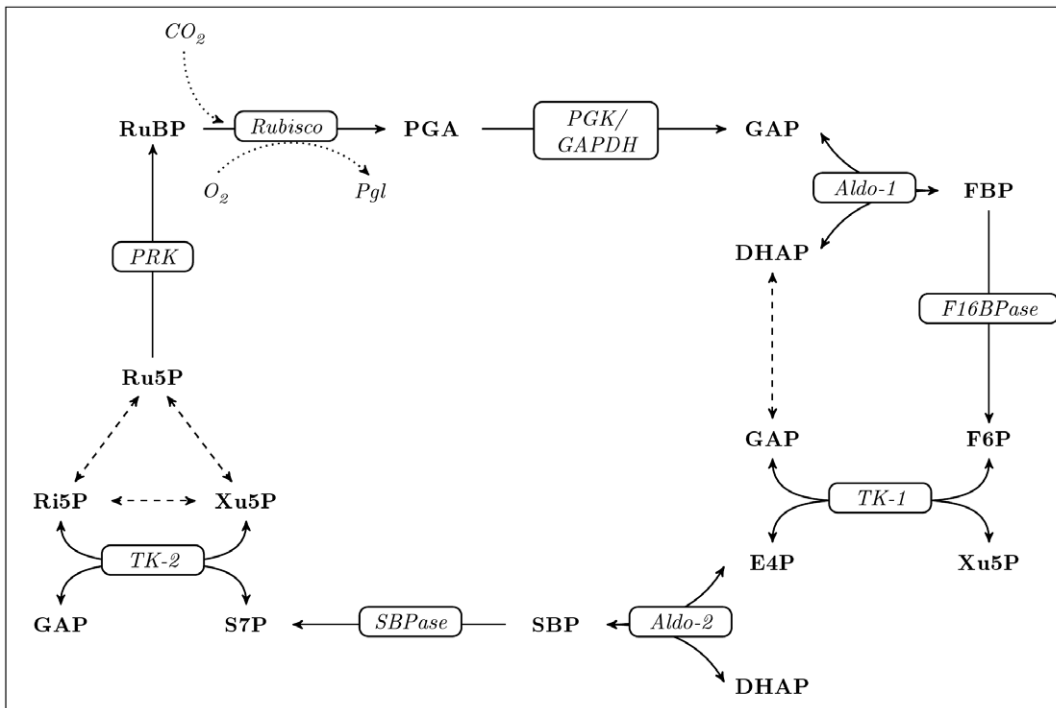 CO2
RuBP
Rubisco
PGA
PGK/
GAPDH
GAP
O2
Pgl
Aldo-1
FBP
DHAP
PRK
F16BPase
Ru5P
GAP
F6P
Ri5P
Xu5P
TK-1
TK-2
E4P
Xu5P
GAP
S7P
SBPase
SBP
Aldo-2
DHAP